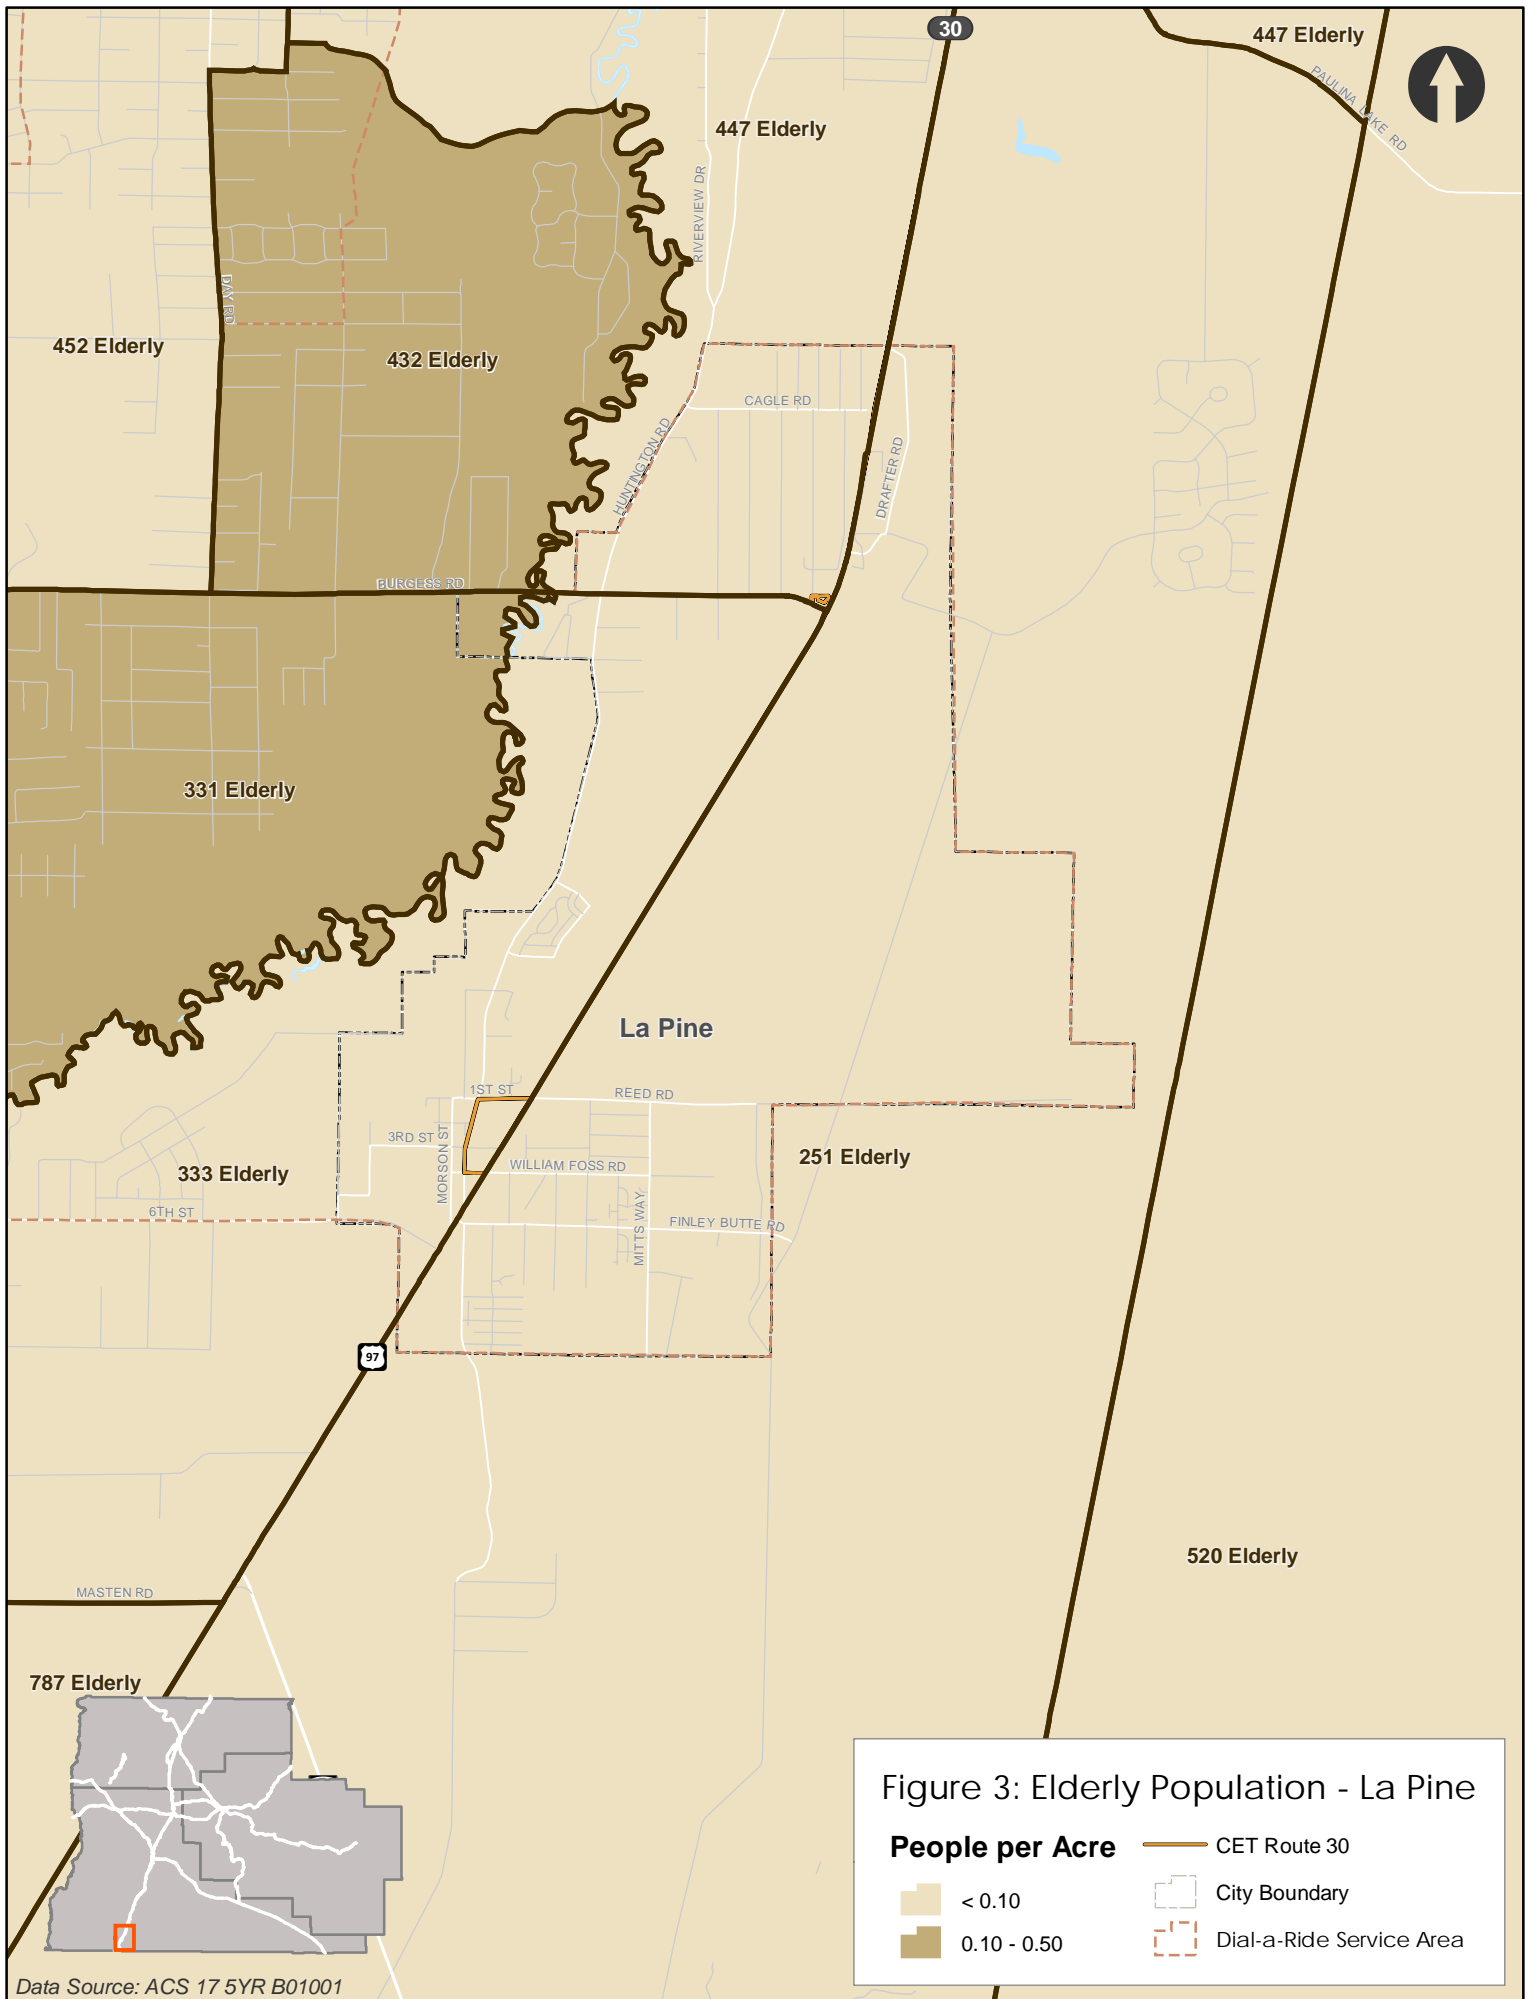 30
447 Elderly
PAULINA LAKE RD
447 Elderly
RIVERVIEW DR
DAY RD
452 Elderly
432 Elderly
CAGLE RD
HUNTINGTON RD
DRAFTER RD
BURGESS RD
331 Elderly
La Pine
1ST ST
REED RD
3RD ST
MORSON ST
WILLIAM FOSS RD
251 Elderly
333 Elderly
6TH ST
MITTS WAY
FINLEY BUTTE RD
97
520 Elderly
MASTEN RD
787 Elderly
Figure 3: Elderly Population - La Pine
People per Acre
< 0.10
0.10 - 0.50
CET Route 30
City Boundary
Dial-a-Ride Service Area
Data Source: ACS 17 5YR B01001